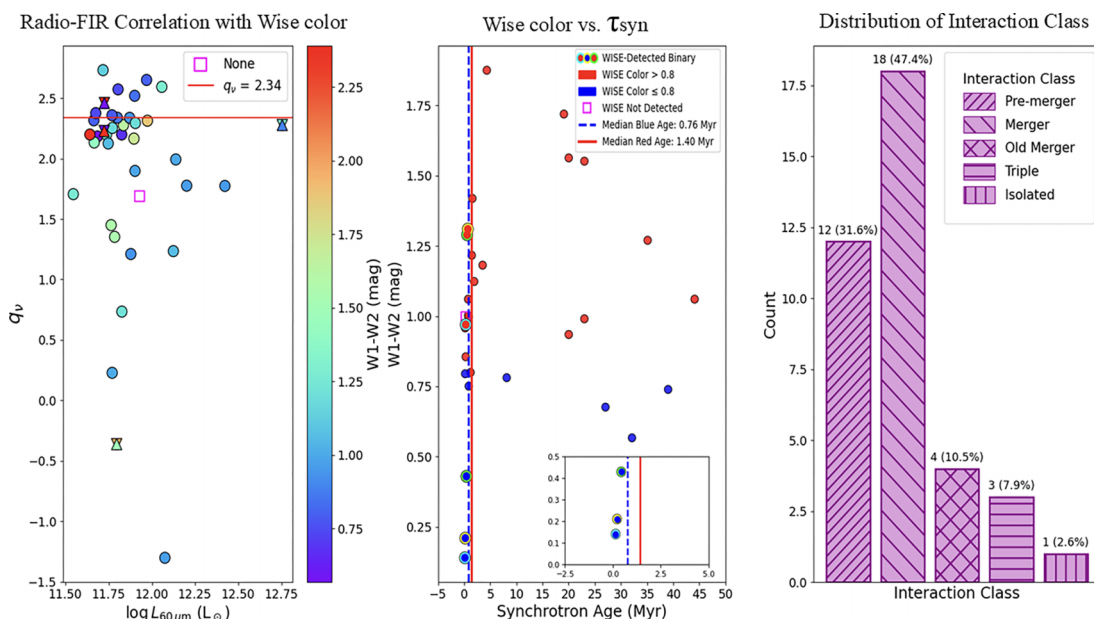 Radio-FIR Correlation with Wise color
None
qν = 2.34
2.5
2.0
1.5
1.0
0.5
0.0
−0.5
−1.0
−1.5
qν
11.50 11.75 12.00 12.25 12.50 12.75
log L60 μm (L⊙)
2.25
2.00
1.75
1.50
1.25
1.00
0.75
W1-W2 (mag)
Wise color vs. τsyn
WISE-Detected Binary
WISE Color > 0.8
WISE Color ≤ 0.8
WISE Not Detected
Median Blue Age: 0.76 Myr
Median Red Age: 1.40 Myr
W1-W2 (mag)
1.75
1.50
1.25
1.00
0.75
0.50
0.25
0.5
0.4
0.3
0.2
0.1
0.0
−2.5 0.0 2.5 5.0
−5 0 5 10 15 20 25 30 35 40 45 50
Synchrotron Age (Myr)
Distribution of Interaction Class
18 (47.4%)
Interaction Class
Pre-merger
Merger
Old Merger
Triple
Isolated
12 (31.6%)
4 (10.5%)
3 (7.9%)
1 (2.6%)
17.5
15.0
12.5
10.0
7.5
5.0
2.5
0.0
Count
Interaction Class